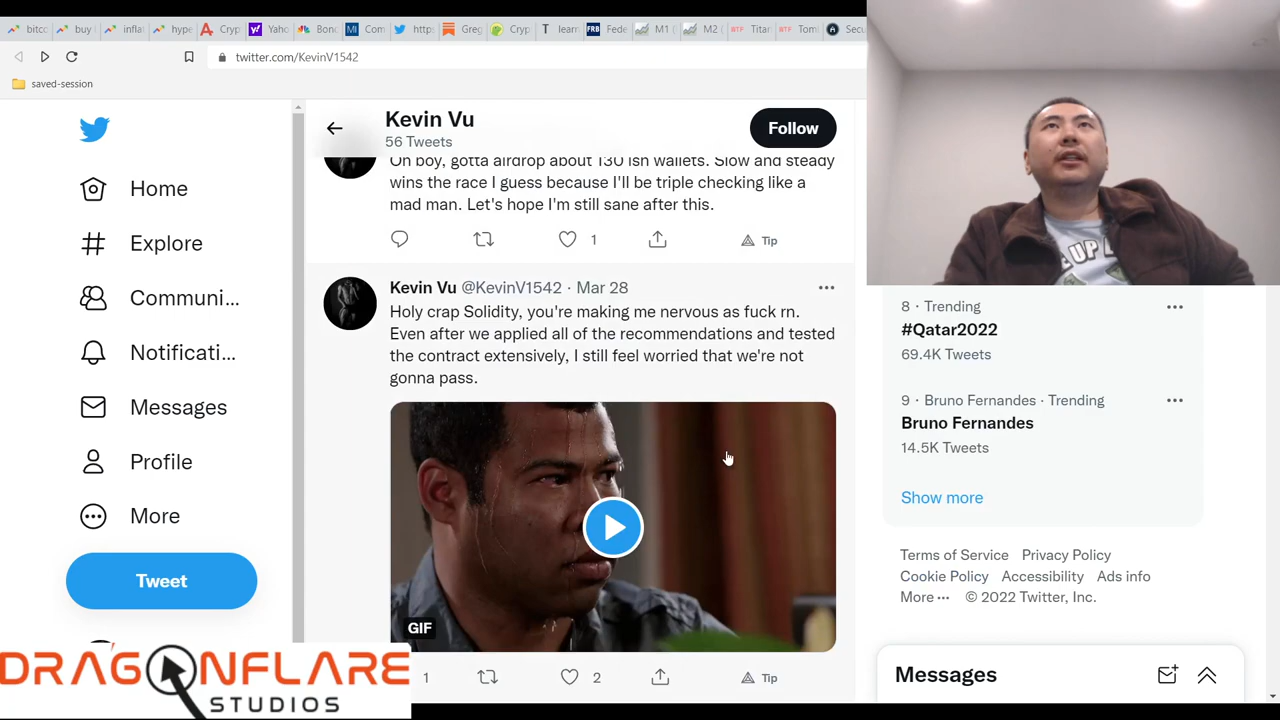 bitco
buy
infla
hype
Cryp
Yaho
Bond
Com
http:
Greg
Cryp
T
learn
FRB
Fede
M1 (
M2 (
BTF
Titan
BTF
Tom
Secu
twitter.com/KevinV1542
saved-session
Kevin Vu
56 Tweets
Follow
Oh boy, gotta airdrop about 130 ish wallets. Slow and steady
wins the race I guess because I'll be triple checking like a
mad man. Let's hope I'm still sane after this.
1
Tip
Home
Explore
Communi...
Notificati...
Messages
Profile
More
Tweet
Kevin Vu @KevinV1542 · Mar 28
Holy crap Solidity, you're making me nervous as fuck rn.
Even after we applied all of the recommendations and tested
the contract extensively, I still feel worried that we're not
gonna pass.
GIF
1
2
Tip
8 · Trending
#Qatar2022
69.4K Tweets
9 · Bruno Fernandes · Trending
Bruno Fernandes
14.5K Tweets
Show more
Terms of Service Privacy Policy
Cookie Policy Accessibility Ads info
More ··· © 2022 Twitter, Inc.
Messages
DRAGONFLARE
STUDIOS